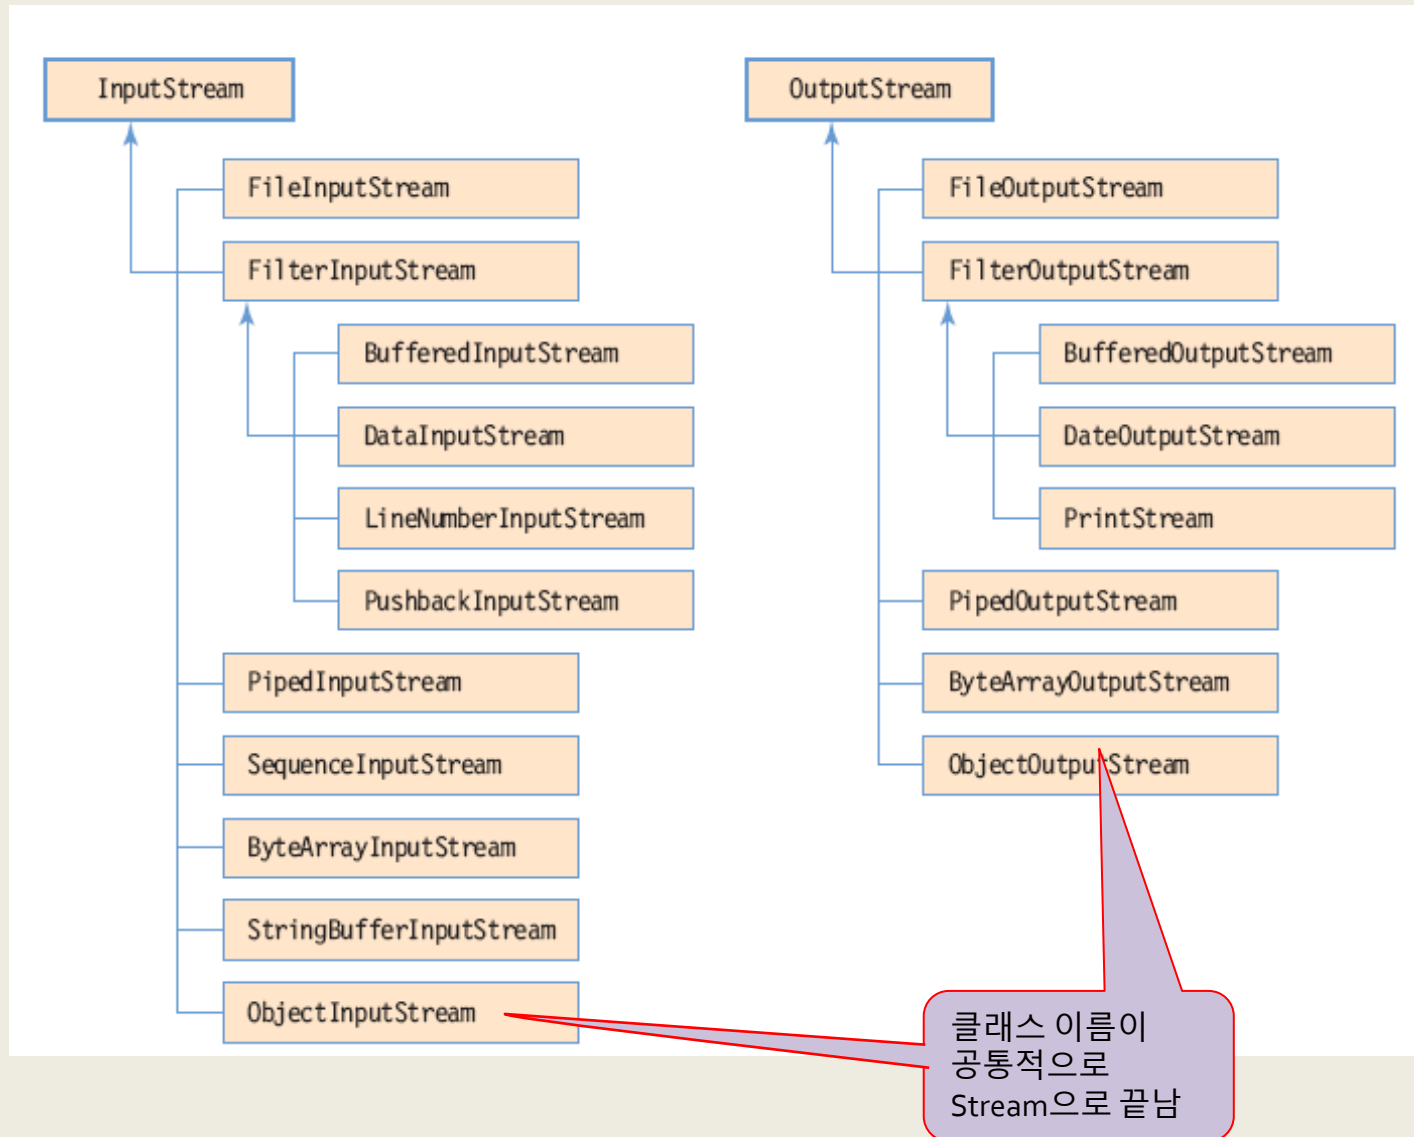 InputStream
FileInputStream
FilterInputStream
BufferedInputStream
DataInputStream
LineNumberInputStream
PushbackInputStream
PipedInputStream
SequenceInputStream
ByteArrayInputStream
StringBufferInputStream
ObjectInputStream
OutputStream
FileOutputStream
FilterOutputStream
BufferedOutputStream
DateOutputStream
PrintStream
PipedOutputStream
ByteArrayOutputStream
ObjectOutputStream
클래스 이름이
공통적으로
Stream으로 끝남